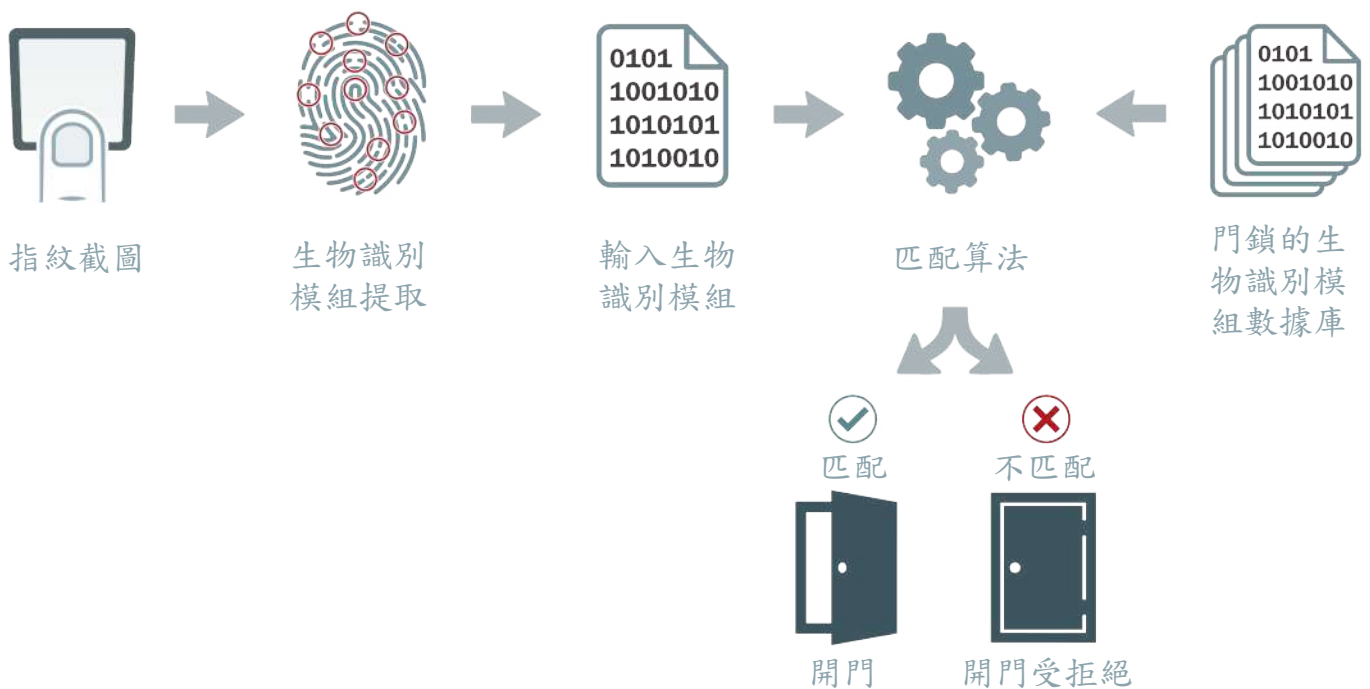 0101
1001010
1010101
1010010
0101
1001010
1010101
1010010
指紋截圖
生物識別
模組提取
輸入生物
識別模組
匹配算法
門鎖的生
物識別模
組數據庫
匹配
不匹配
開門
開門受拒絕